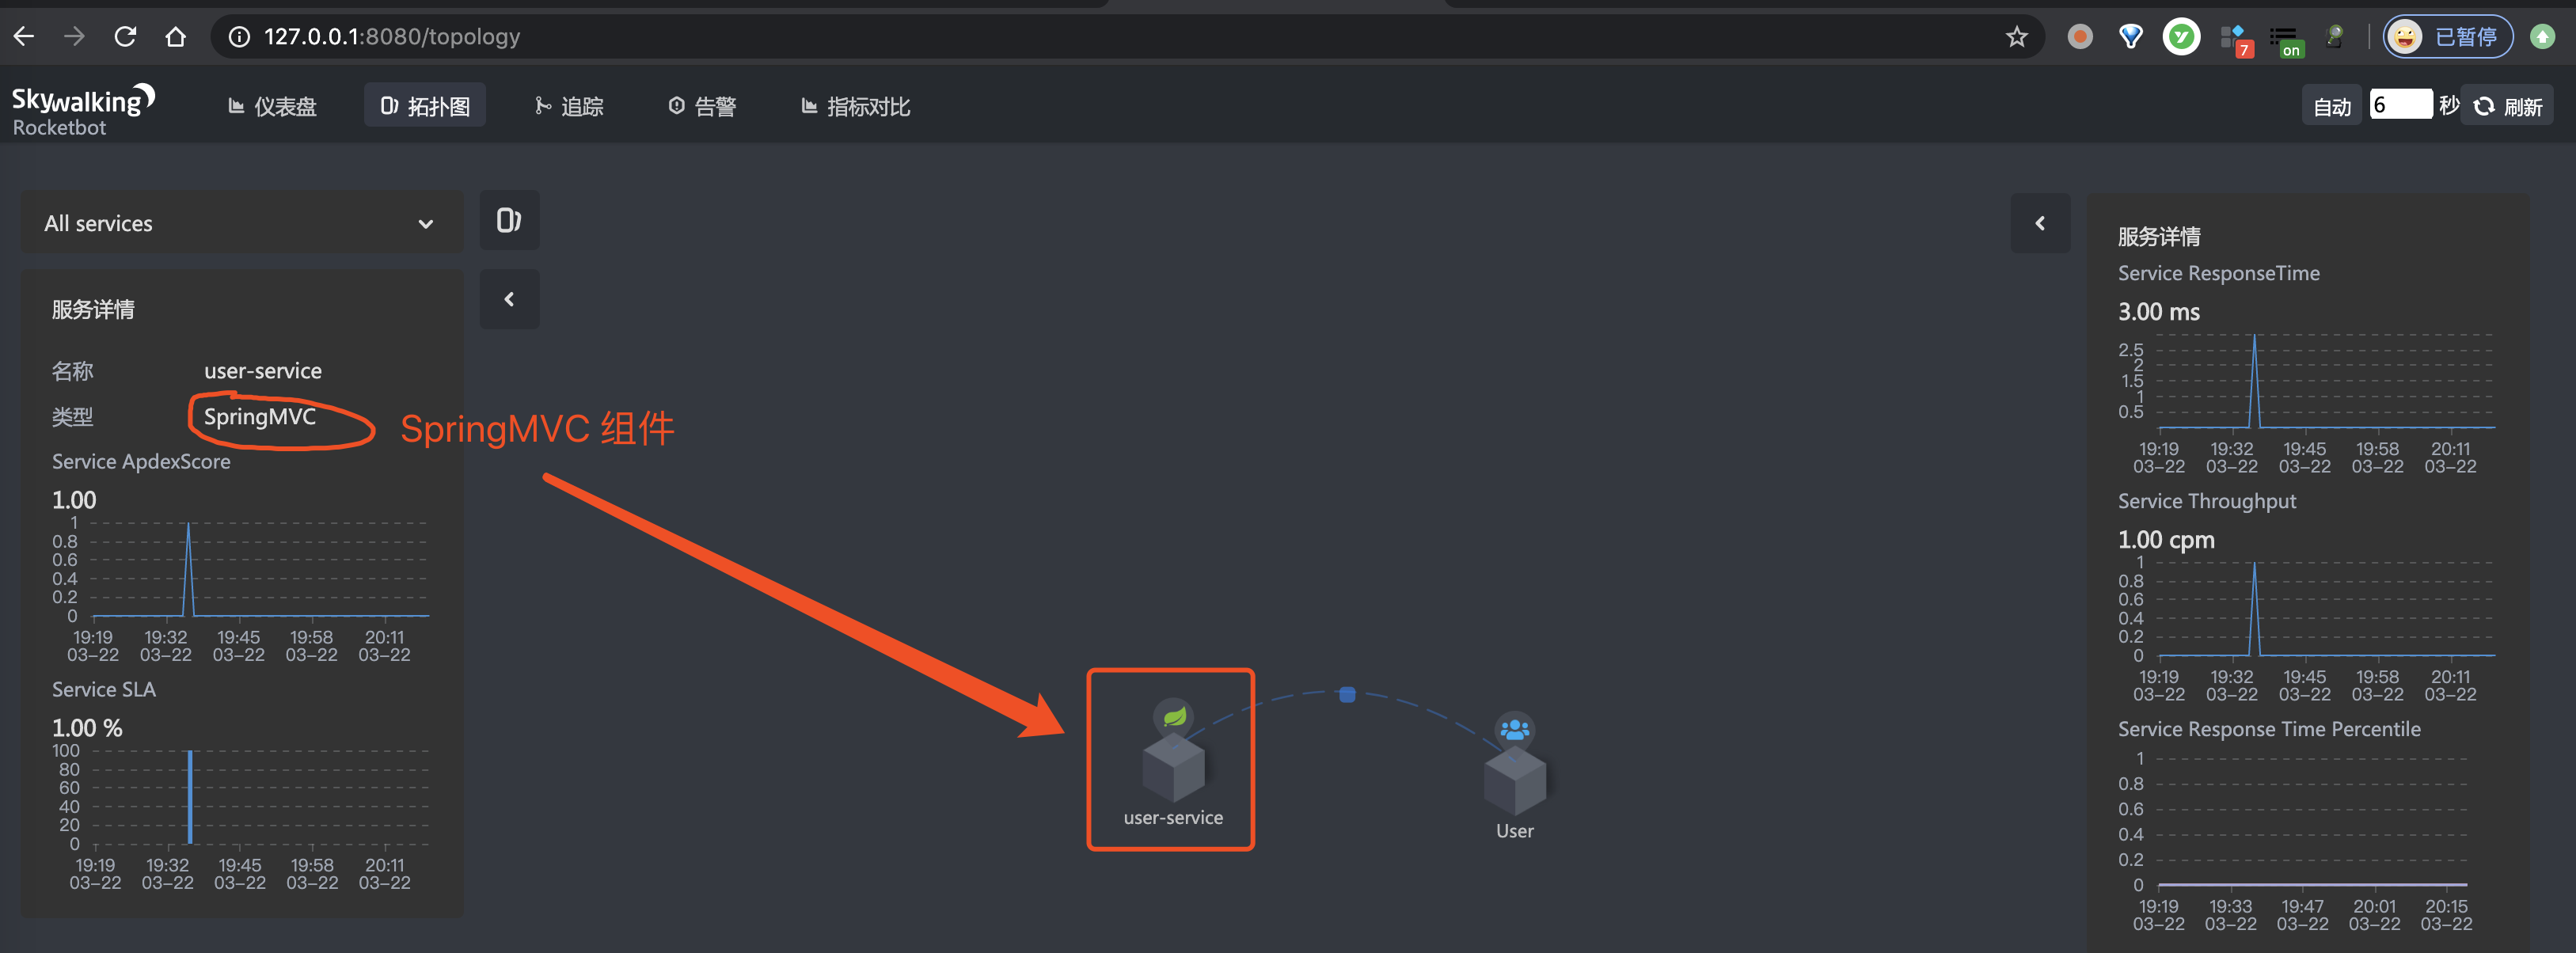 127.0.0.1:8080/topology
7
on
已暂停
Skywalking
Rocketbot
仪表盘
拓扑图
追踪
告警
指标对比
自动
6
秒
刷新
All services
服务详情
名称
user-service
类型
SpringMVC
SpringMVC 组件
Service ApdexScore
1.00
1
0.8
0.6
0.4
0.2
0
19:19 19:32 19:45 19:58 20:11
03-22 03-22 03-22 03-22 03-22
Service SLA
1.00 %
100
80
60
40
20
0
19:19 19:32 19:45 19:58 20:11
03-22 03-22 03-22 03-22 03-22
user-service
User
服务详情
Service ResponseTime
3.00 ms
2.5
2
1.5
1
0.5
19:19 19:32 19:45 19:58 20:11
03-22 03-22 03-22 03-22 03-22
Service Throughput
1.00 cpm
1
0.8
0.6
0.4
0.2
0
19:19 19:32 19:45 19:58 20:11
03-22 03-22 03-22 03-22 03-22
Service Response Time Percentile
1
0.8
0.6
0.4
0.2
0
19:19 19:33 19:47 20:01 20:15
03-22 03-22 03-22 03-22 03-22